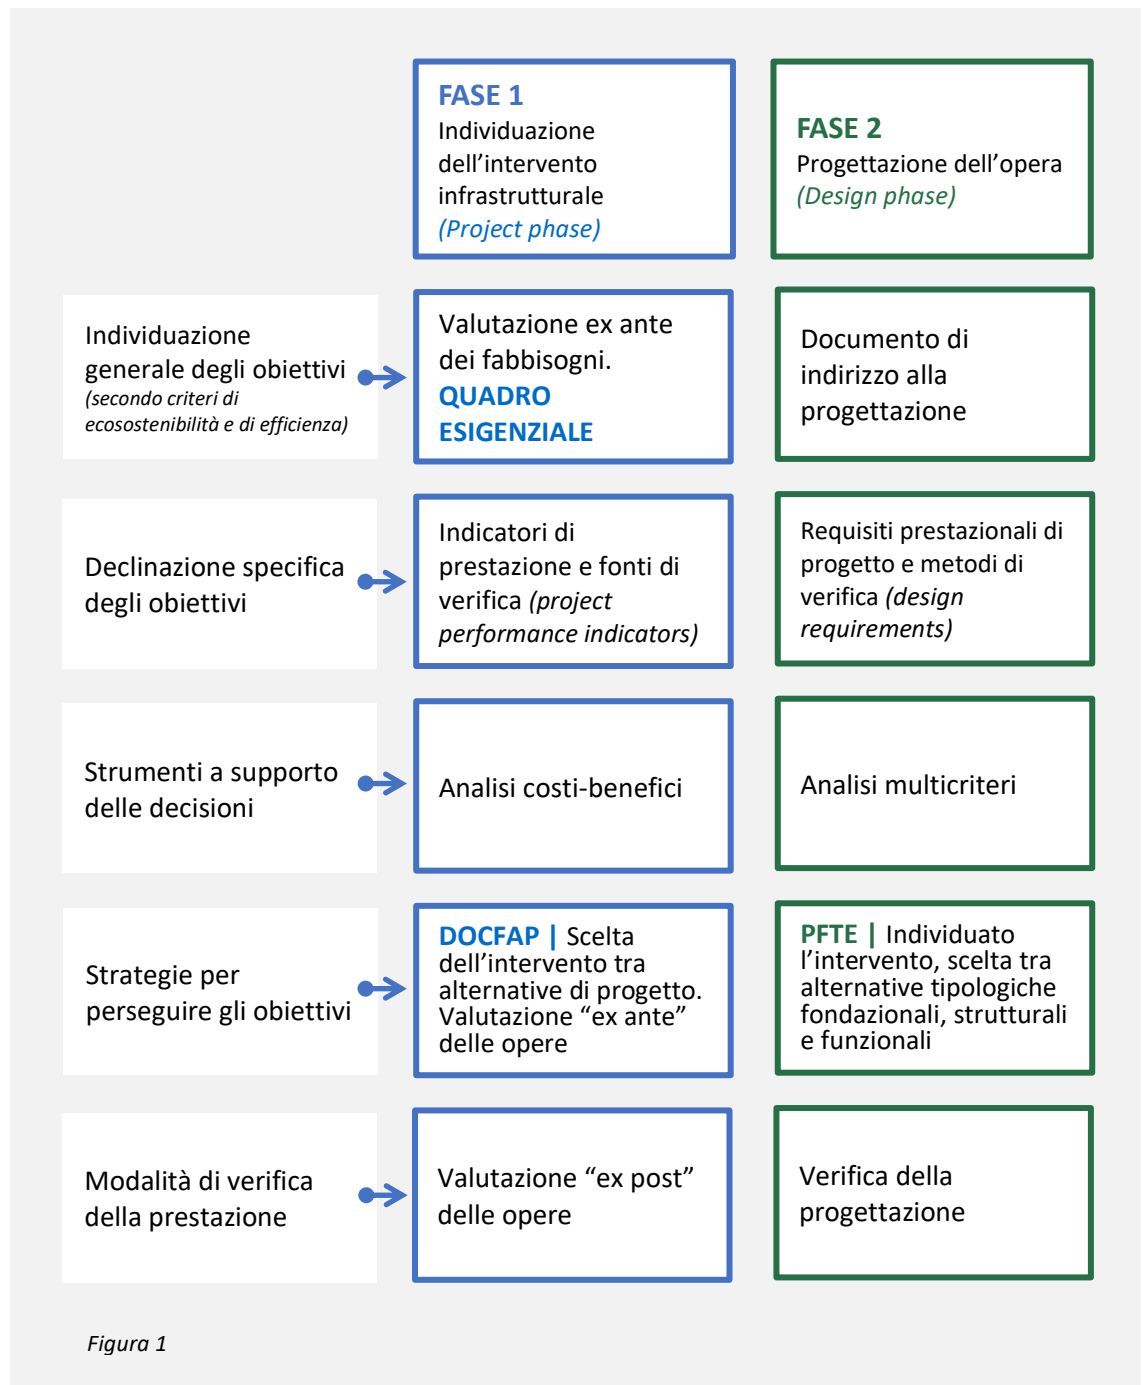 FASE 1
Individuazione
dell’intervento
infrastrutturale
(Project phase)
FASE 2
Progettazione dell’opera
(Design phase)
Individuazione
generale degli obiettivi
(secondo criteri di
ecosostenibilità e di efficienza)
Valutazione ex ante
dei fabbisogni.
QUADRO
ESIGENZIALE
Documento di
indirizzo alla
progettazione
Declinazione specifica
degli obiettivi
Indicatori di
prestazione e fonti di
verifica (project
performance indicators)
Requisiti prestazionali di
progetto e metodi di
verifica (design
requirements)
Strumenti a supporto
delle decisioni
Analisi costi-benefici
Analisi multicriteri
Strategie per
perseguire gli obiettivi
DOCFAP | Scelta
dell’intervento tra
alternative di progetto.
Valutazione “ex ante”
delle opere
PFTE | Individuato
l’intervento, scelta tra
alternative tipologiche
fondazionali, strutturali
e funzionali
Modalità di verifica
della prestazione
Valutazione “ex post”
delle opere
Verifica della
progettazione
Figura 1